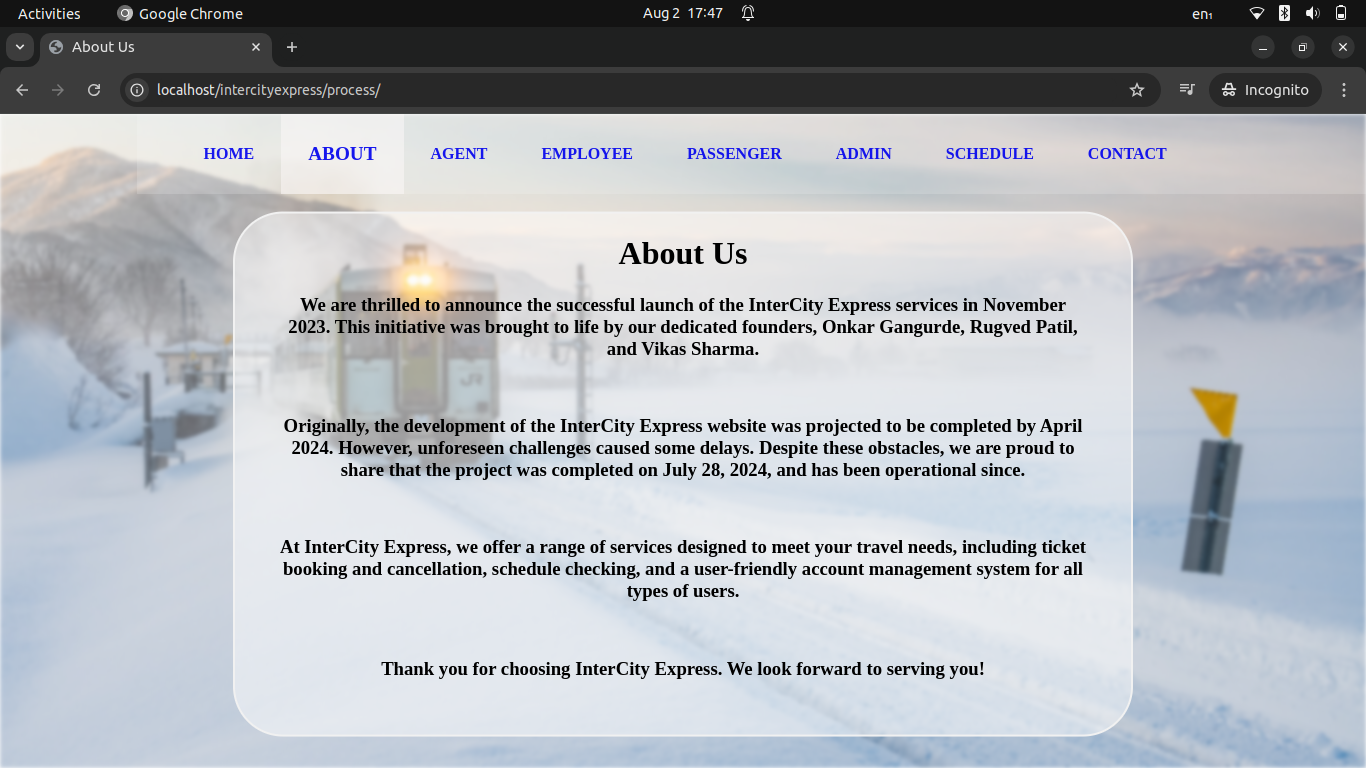 Activities Google Chrome Aug 2 17:47 en₁
About Us
localhost/intercityexpress/process/ Incognito
HOME ABOUT AGENT EMPLOYEE PASSENGER ADMIN SCHEDULE CONTACT
About Us
We are thrilled to announce the successful launch of the InterCity Express services in November
2023. This initiative was brought to life by our dedicated founders, Onkar Gangurde, Rugved Patil,
and Vikas Sharma.
JR
Originally, the development of the InterCity Express website was projected to be completed by April
2024. However, unforeseen challenges caused some delays. Despite these obstacles, we are proud to
share that the project was completed on July 28, 2024, and has been operational since.
At InterCity Express, we offer a range of services designed to meet your travel needs, including ticket
booking and cancellation, schedule checking, and a user-friendly account management system for all
types of users.
Thank you for choosing InterCity Express. We look forward to serving you!